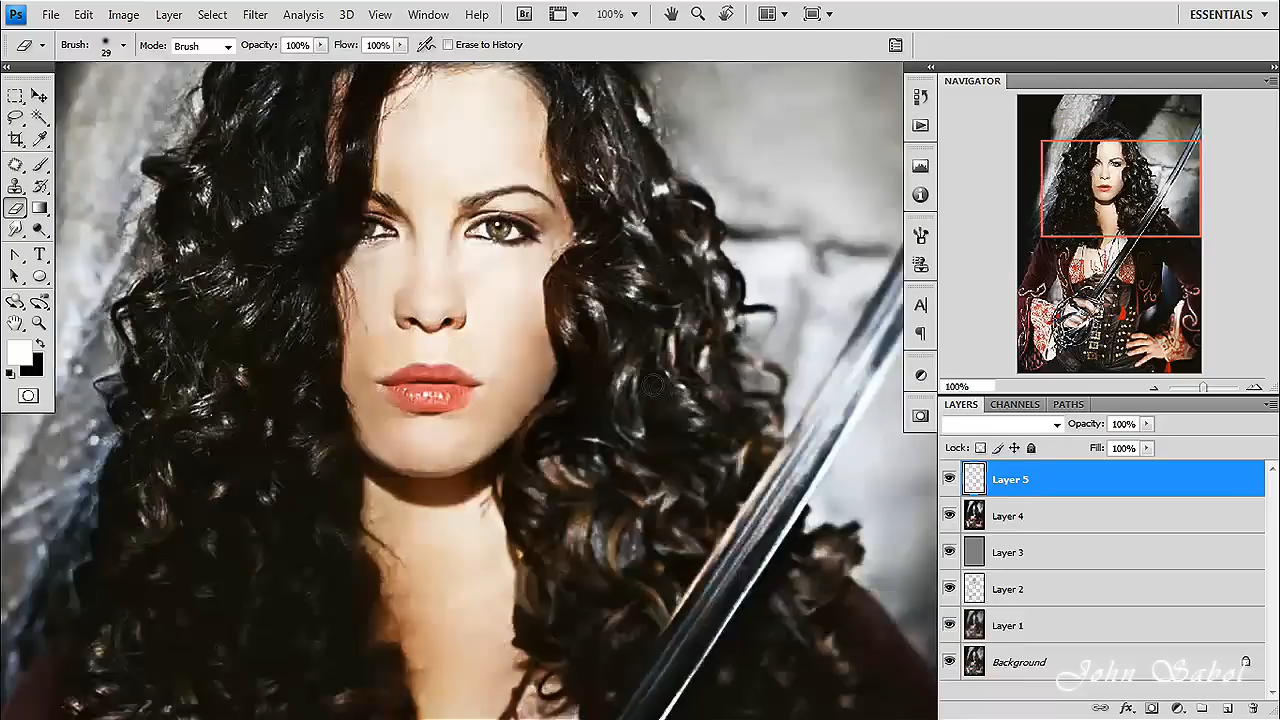 Ps File Edit Image Layer Select Filter Analysis 3D View Window Help Br 100% ESSENTIALS
Brush: 29 Mode: Brush Opacity: 100% Flow: 100% Erase to History
NAVIGATOR
100%
LAYERS CHANNELS PATHS
Opacity: 100%
Lock: Fill: 100%
Layer 5
Layer 4
Layer 3
Layer 2
Layer 1
Background
John Sabol